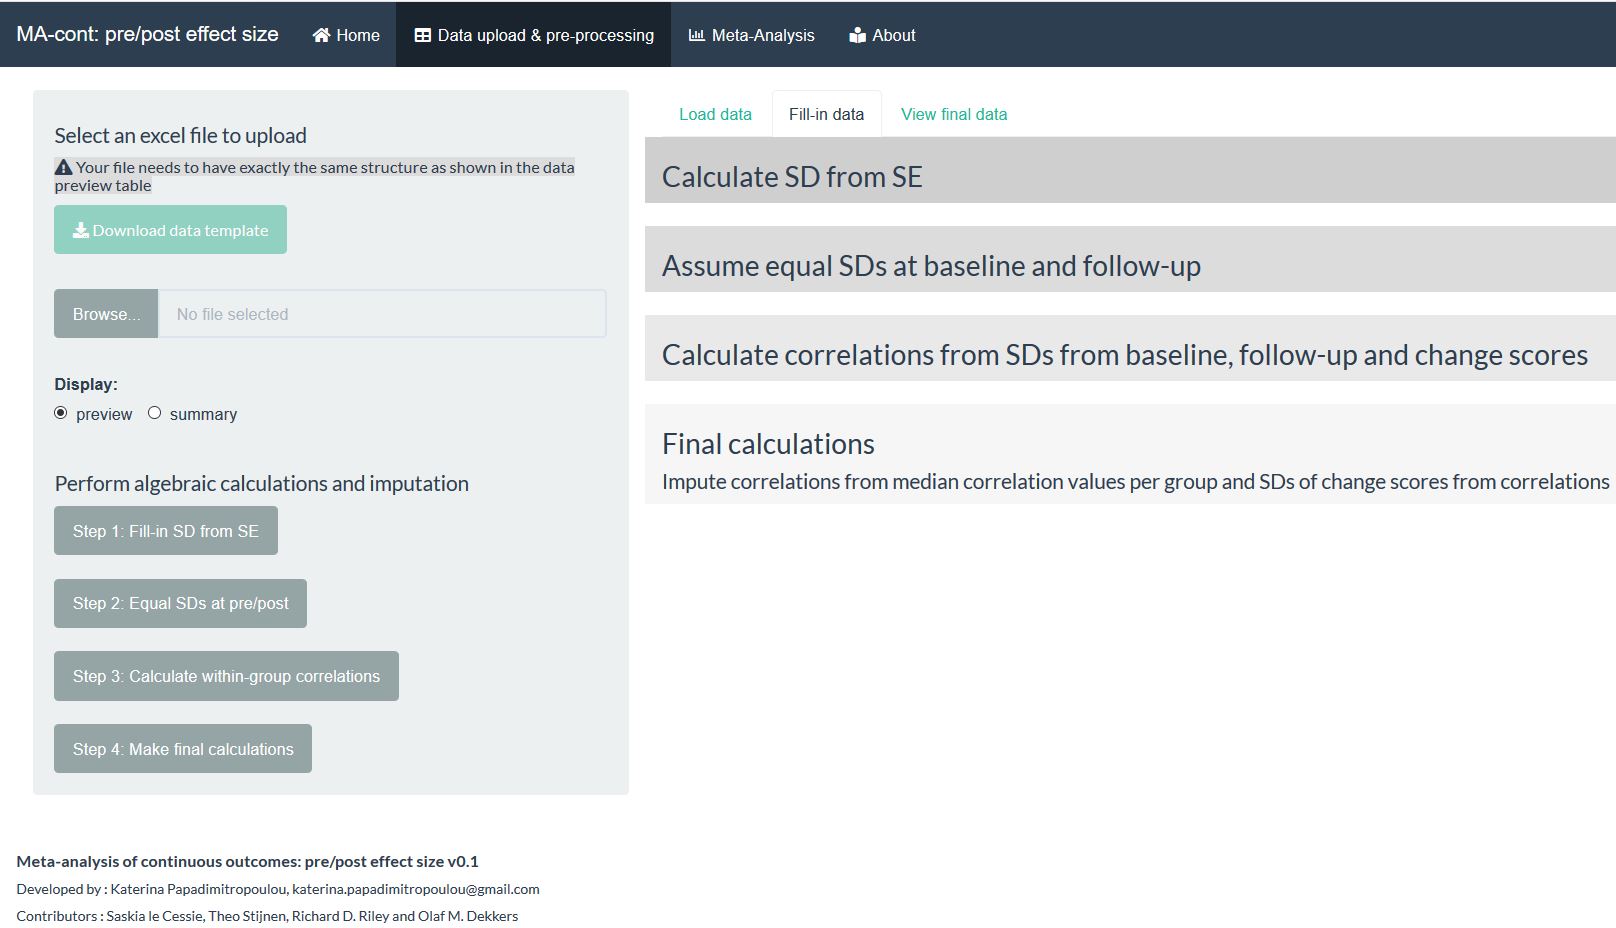 MA-cont: pre/post effect size Home Data upload & pre-processing Meta-Analysis About
Select an excel file to upload
Your file needs to have exactly the same structure as shown in the data
preview table
Download data template
Browse... No file selected
Display:
preview summary
Perform algebraic calculations and imputation
Step 1: Fill-in SD from SE
Step 2: Equal SDs at pre/post
Step 3: Calculate within-group correlations
Step 4: Make final calculations
Load data Fill-in data View final data
Calculate SD from SE
Assume equal SDs at baseline and follow-up
Calculate correlations from SDs from baseline, follow-up and change scores
Final calculations
Impute correlations from median correlation values per group and SDs of change scores from correlations
Meta-analysis of continuous outcomes: pre/post effect size v0.1
Developed by : Katerina Papadimitropoulou, katerina.papadimitropoulou@gmail.com
Contributors : Saskia le Cessie, Theo Stijnen, Richard D. Riley and Olaf M. Dekkers